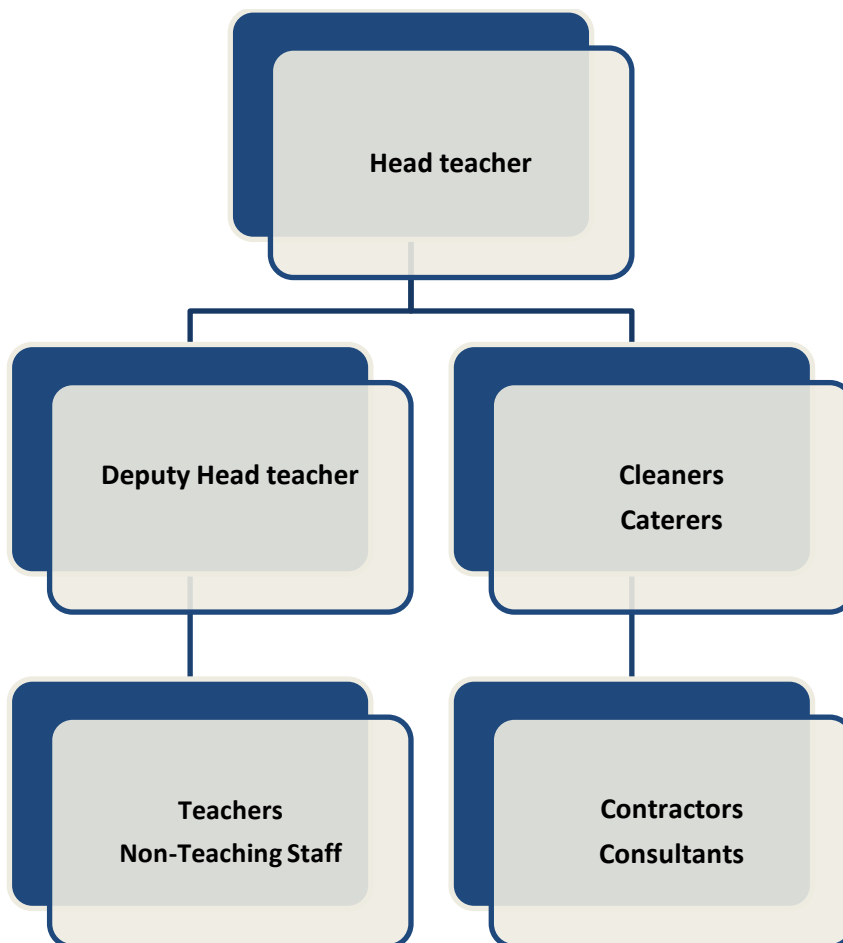 Head teacher
Deputy Head teacher
Cleaners
Caterers
Teachers
Non-Teaching Staff
Contractors
Consultants